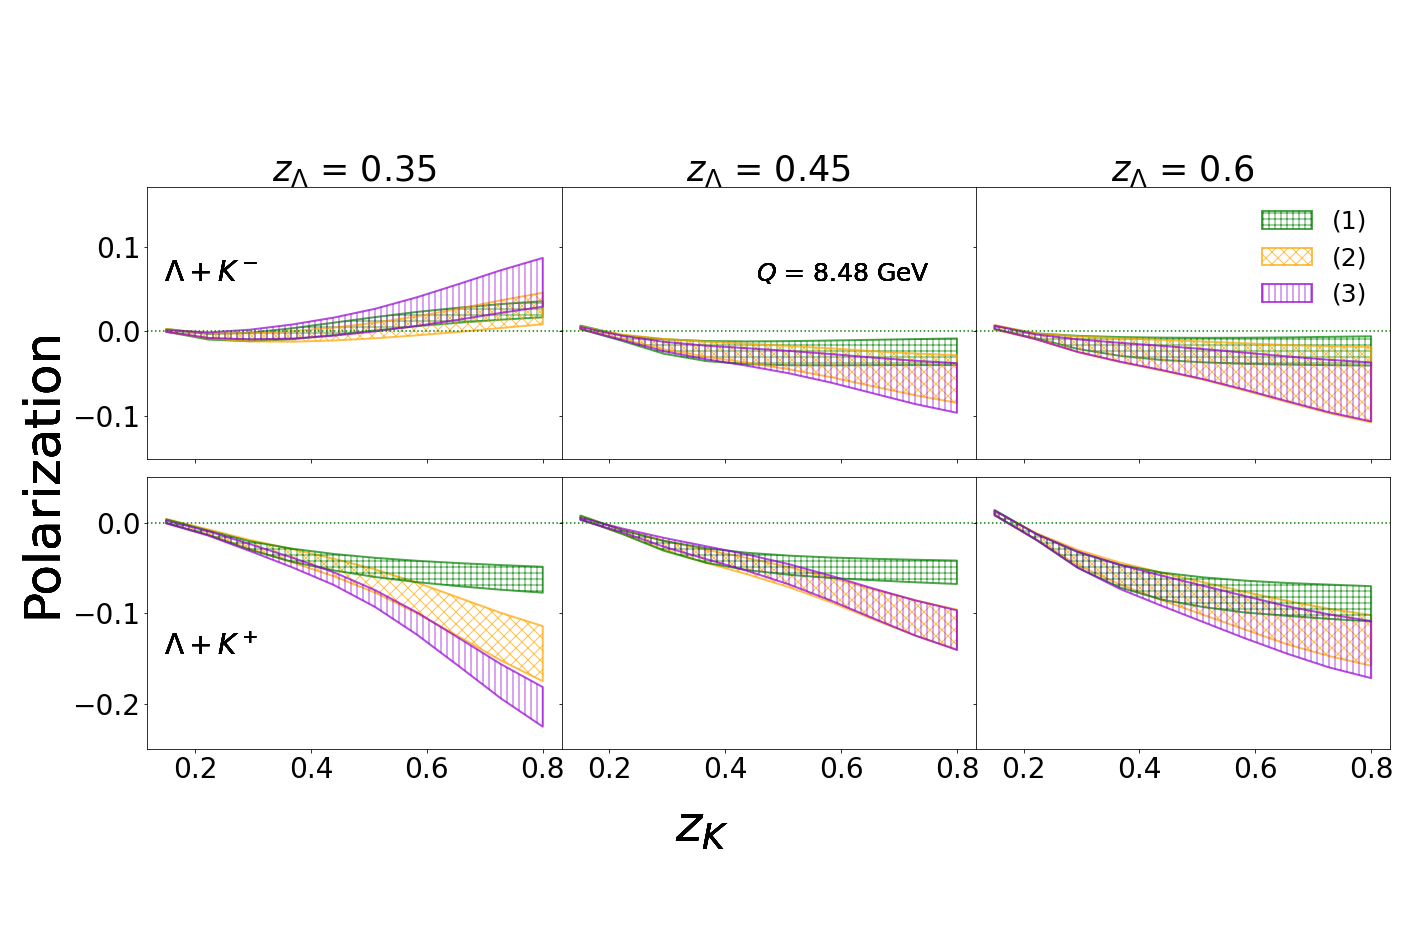 z_Λ = 0.35 z_Λ = 0.45 z_Λ = 0.6
0.1
0.0
−0.1
Λ + K⁻
Q = 8.48 GeV
(1)
(2)
(3)
0.0
−0.1
−0.2
Λ + K⁺
Polarization
0.2 0.4 0.6 0.8 0.2 0.4 0.6 0.8 0.2 0.4 0.6 0.8
z_K